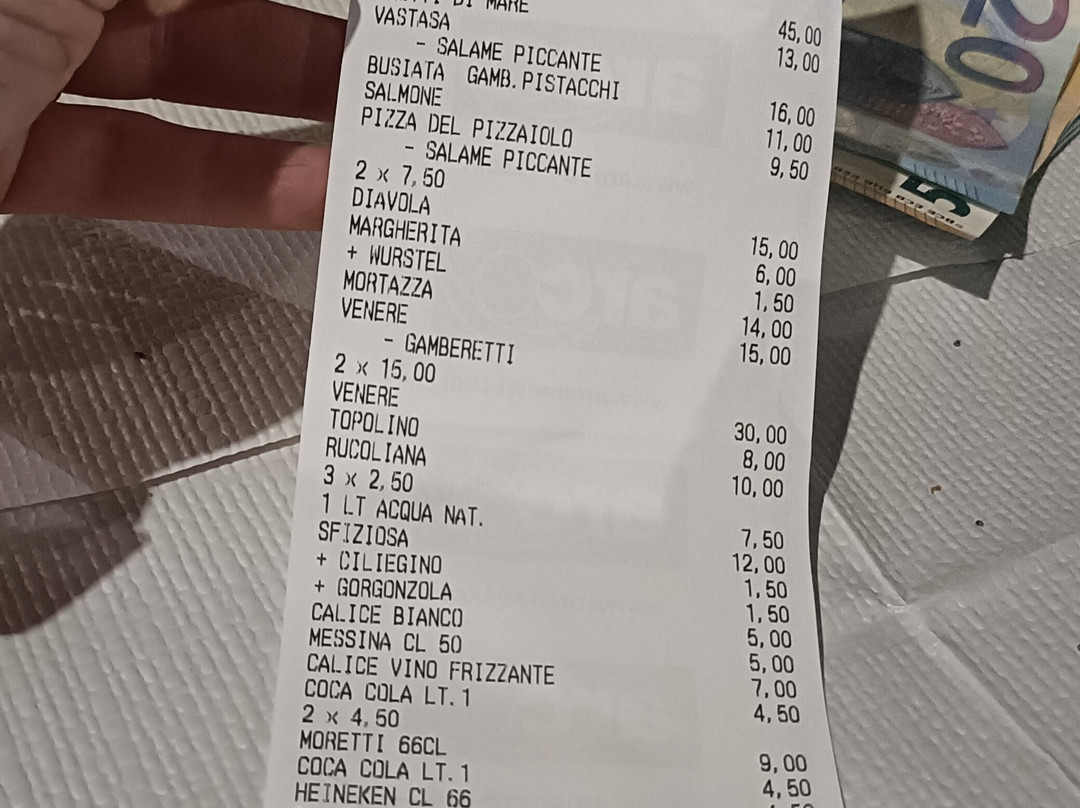 DI MARE 45,00
VASTASA 13,00
- SALAME PICCANTE
BUSIATA GAMB.PISTACCHI 16,00
SALMONE 11,00
PIZZA DEL PIZZAIOLO 9,50
- SALAME PICCANTE
2 x 7,50
DIAVOLA 15,00
MARGHERITA 6,00
+ WURSTEL 1,50
MORTAZZA 14,00
VENERE 15,00
- GAMBERETTI
2 x 15,00
VENERE 30,00
TOPOLINO 8,00
RUCOLIANA 10,00
3 x 2,50
1 LT ACQUA NAT. 7,50
SFIZIOSA 12,00
+ CILIEGINO 1,50
+ GORGONZOLA 1,50
CALICE BIANCO 5,00
MESSINA CL 50 5,00
CALICE VINO FRIZZANTE 7,00
COCA COLA LT.1 4,50
2 x 4,50
MORETTI 66CL 9,00
COCA COLA LT.1 4,50
HEINEKEN CL 66
20
5